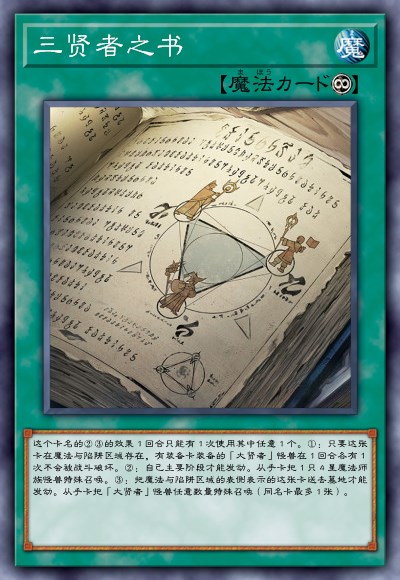 三贤者之书
魔
【魔法カード】
まほう
这个卡名的②③的效果1回合只能有1次使用其中任意1个。①：只要这张
卡在魔法与陷阱区域存在，有装备卡装备的「大贤者」怪兽在1回合各有1
次不会被战斗破坏。②：自己主要阶段才能发动。从手卡把1只4星魔法师
族怪兽特殊召唤。③：把魔法与陷阱区域的表侧表示的这张卡送去墓地才能
发动。从手卡把「大贤者」怪兽任意数量特殊召唤（同名卡最多1张）。